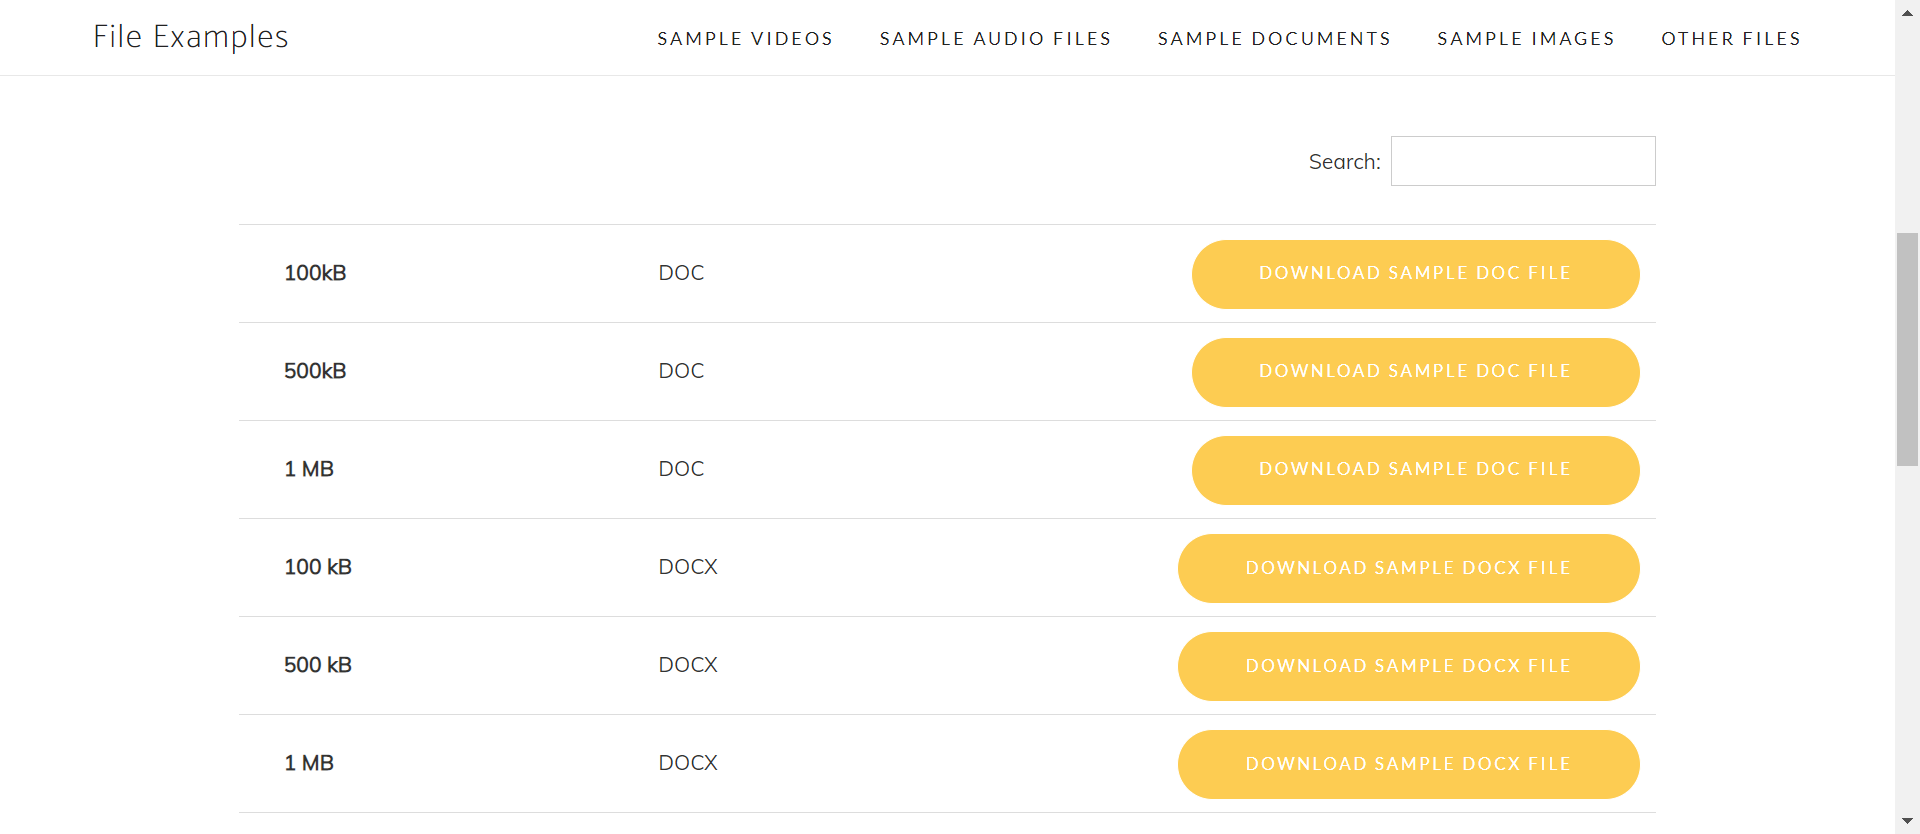 File Examples SAMPLE VIDEOS SAMPLE AUDIO FILES SAMPLE DOCUMENTS SAMPLE IMAGES OTHER FILES
Search:
100kB DOC DOWNLOAD SAMPLE DOC FILE
500kB DOC DOWNLOAD SAMPLE DOC FILE
1 MB DOC DOWNLOAD SAMPLE DOC FILE
100 kB DOCX DOWNLOAD SAMPLE DOCX FILE
500 kB DOCX DOWNLOAD SAMPLE DOCX FILE
1 MB DOCX DOWNLOAD SAMPLE DOCX FILE